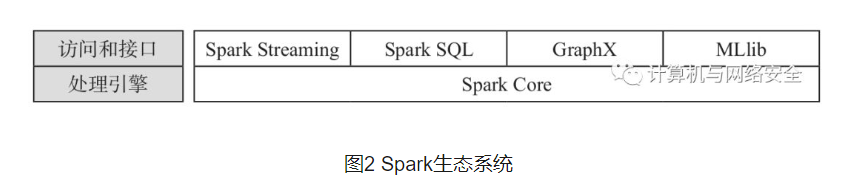 访问和接口 Spark Streaming Spark SQL GraphX MLlib
处理引擎 Spark Core
计算机与网络安全
图2 Spark生态系统